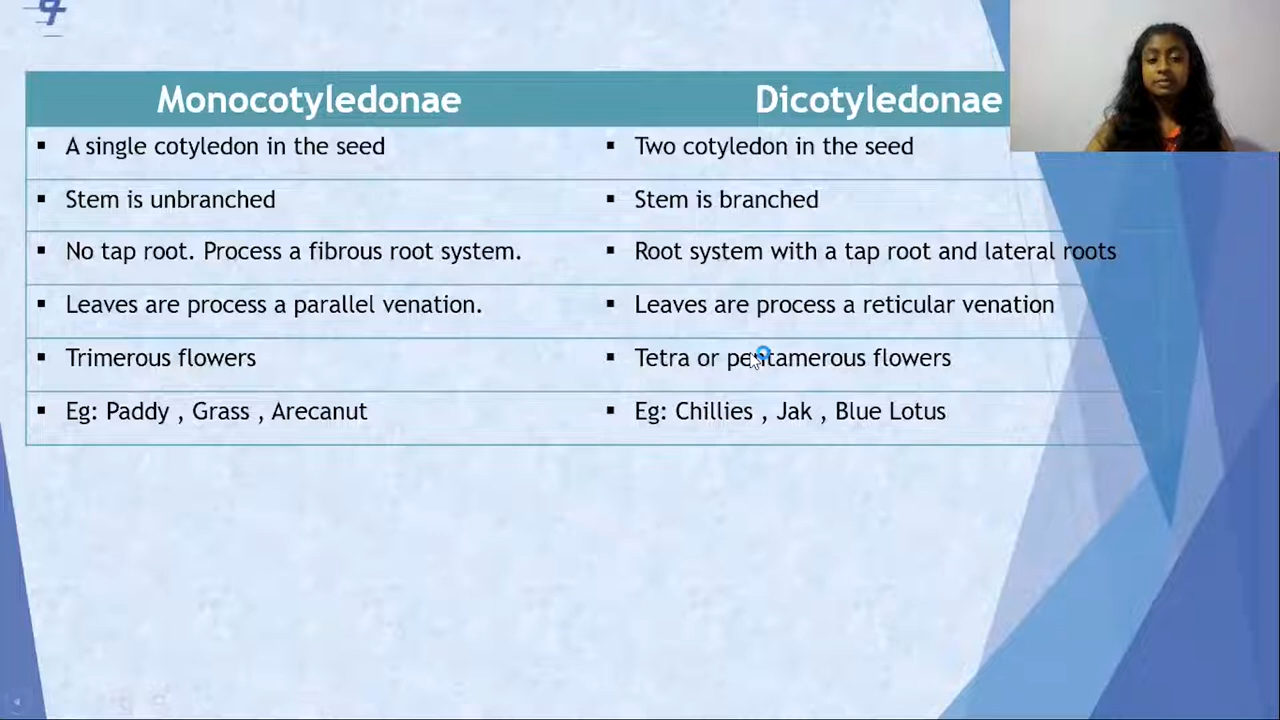 Monocotyledonae Dicotyledonae
▪ A single cotyledon in the seed ▪ Two cotyledon in the seed
▪ Stem is unbranched ▪ Stem is branched
▪ No tap root. Process a fibrous root system. ▪ Root system with a tap root and lateral roots
▪ Leaves are process a parallel venation. ▪ Leaves are process a reticular venation
▪ Trimerous flowers ▪ Tetra or pentamerous flowers
▪ Eg: Paddy , Grass , Arecanut ▪ Eg: Chillies , Jak , Blue Lotus